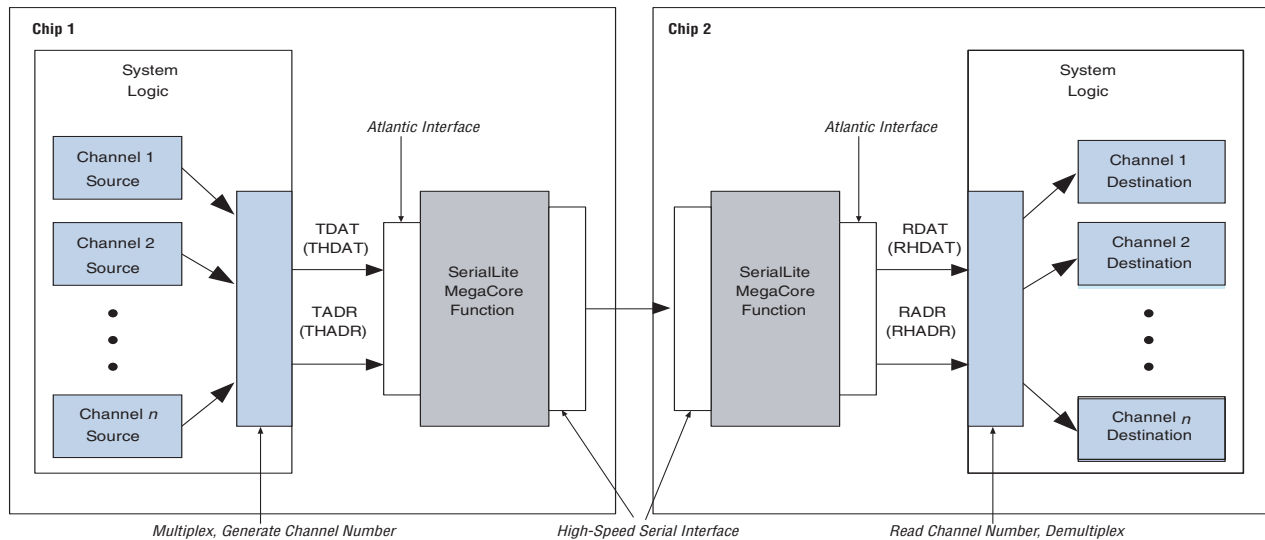 Chip 1
System
Logic
Channel 1
Source
Channel 2
Source
Channel n
Source
Atlantic Interface
TDAT
(THDAT)
TADR
(THADR)
SerialLite
MegaCore
Function
Multiplex, Generate Channel Number
High-Speed Serial Interface
Chip 2
Atlantic Interface
SerialLite
MegaCore
Function
RDAT
(RHDAT)
RADR
(RHADR)
System
Logic
Channel 1
Destination
Channel 2
Destination
Channel n
Destination
Read Channel Number, Demultiplex